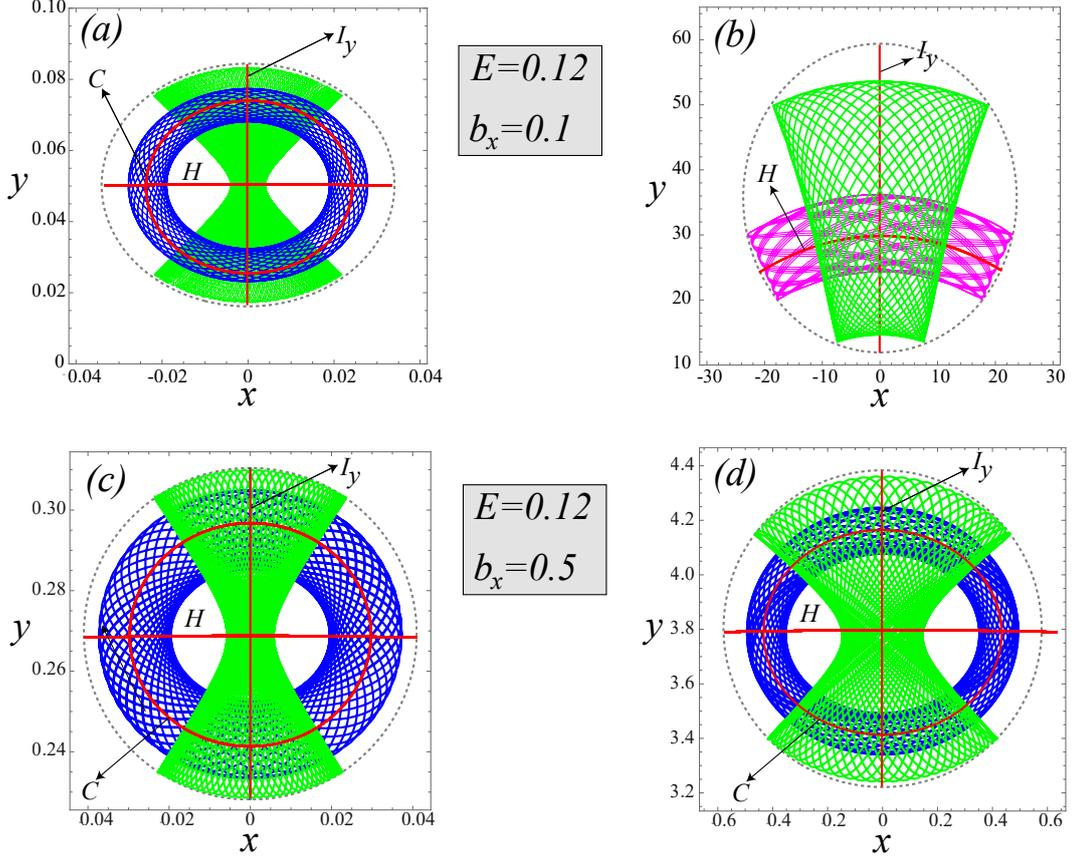 (a)
I_y
C
H
0.10
0.08
0.06
0.04
0.02
0
y
-0.04 -0.02 0 0.02 0.04
x
E=0.12
b_x=0.1
(b)
I_y
H
60
50
40
30
20
10
y
-30 -20 -10 0 10 20 30
x
(c)
I_y
H
C
0.30
0.28
0.26
0.24
y
0.04 0.02 0 0.02 0.04
x
E=0.12
b_x=0.5
(d)
I_y
H
C
4.4
4.2
4.0
3.8
3.6
3.4
3.2
y
0.6 0.4 0.2 0 0.2 0.4 0.6
x